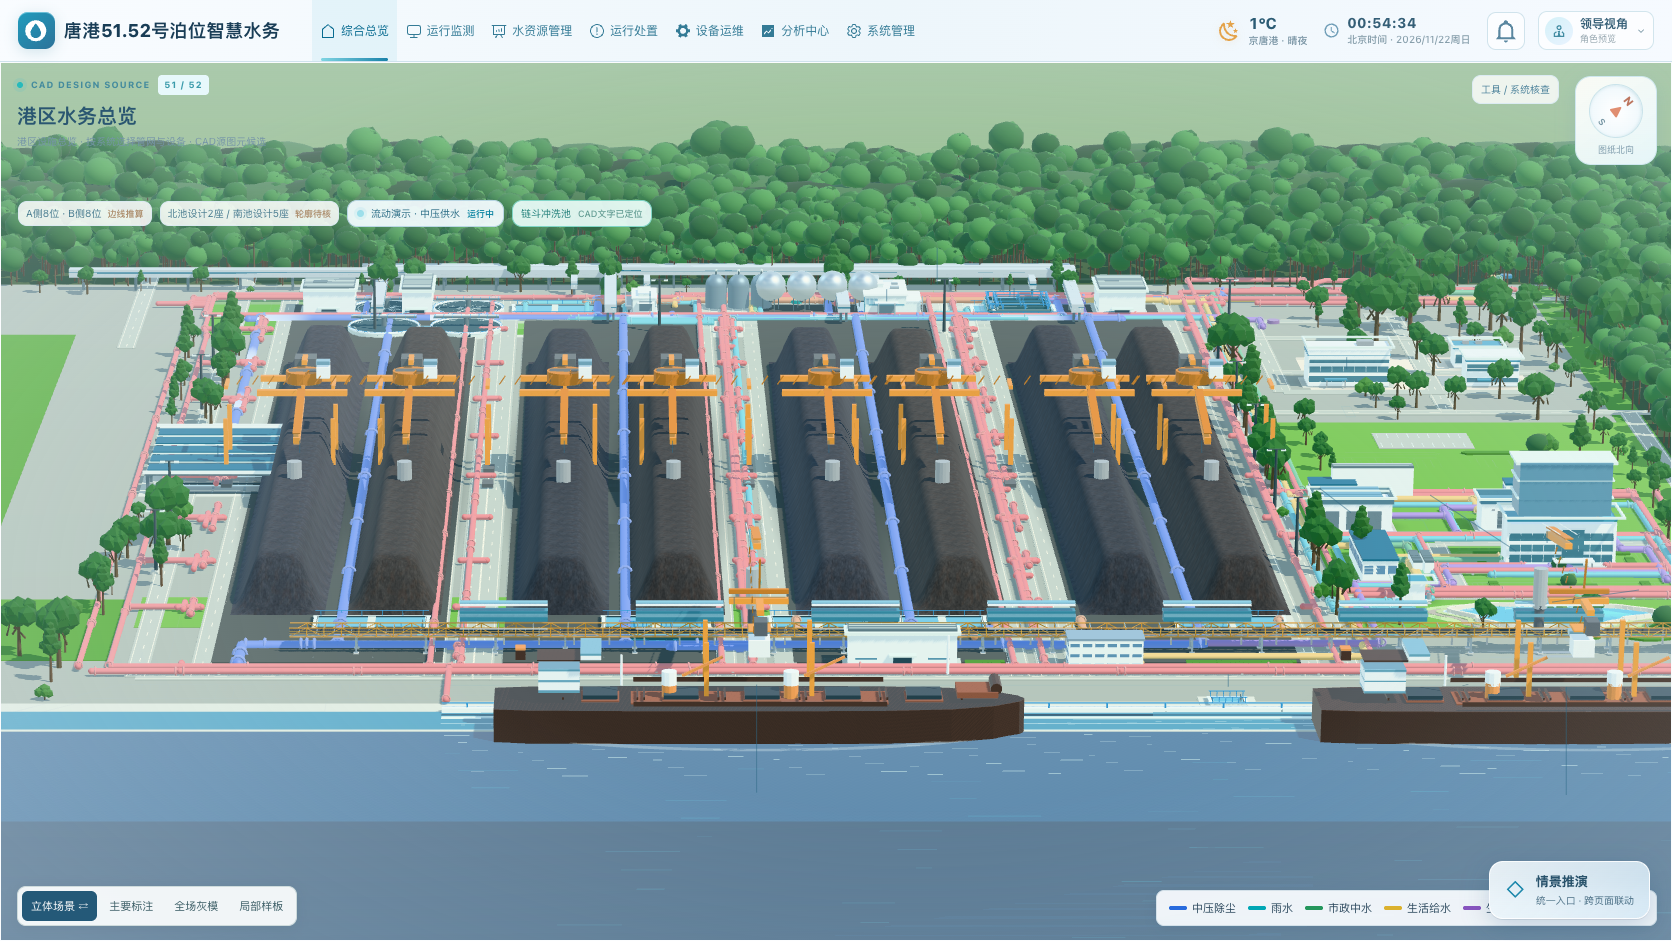 唐港51.52号泊位智慧水务
综合总览
运行监测
水资源管理
运行处置
设备运维
分析中心
系统管理
1°C
京唐港 · 晴夜
00:54:34
北京时间 · 2026/11/22周日
领导视角
角色预览
CAD DESIGN SOURCE
51 / 52
港区水务总览
CAD源图元候选
工具 / 系统核查
N
S
图纸北向
A侧8位 · B侧8位 边线推算
北池设计2座 / 南池设计5座 轮廓待核
流动演示 · 中压供水 运行中
链斗冲洗池 CAD文字已定位
立体场景
主要标注
全场灰模
局部样板
中压除尘
雨水
市政中水
生活给水
情景推演
统一入口 · 跨页面联动